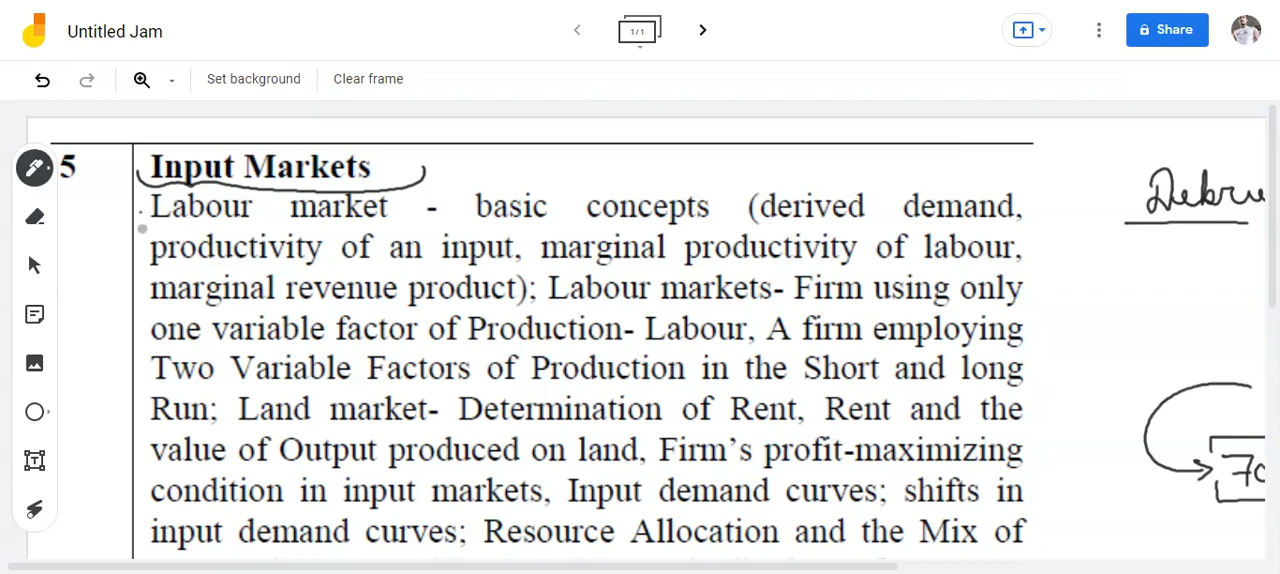 Untitled Jam
1/1
Share
Set background
Clear frame
5
Input Markets
Labour market - basic concepts (derived demand,
productivity of an input, marginal productivity of labour,
marginal revenue product); Labour markets- Firm using only
one variable factor of Production- Labour, A firm employing
Two Variable Factors of Production in the Short and long
Run; Land market- Determination of Rent, Rent and the
value of Output produced on land, Firm's profit-maximizing
condition in input markets, Input demand curves; shifts in
input demand curves; Resource Allocation and the Mix of